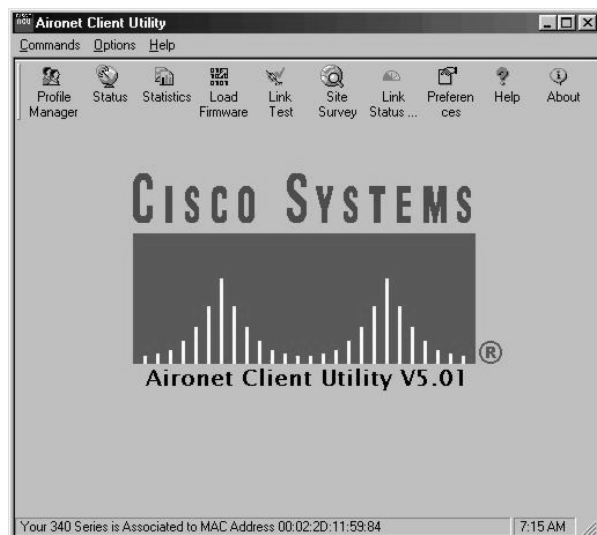 Aironet Client Utility
Commands Options Help
Profile Manager Status Statistics Load Firmware Link Test Site Survey Link Status ... Preferen ces Help About
CISCO SYSTEMS
®
Aironet Client Utility V5.01
Your 340 Series is Associated to MAC Address 00:02:2D:11:59:84 7:15 AM